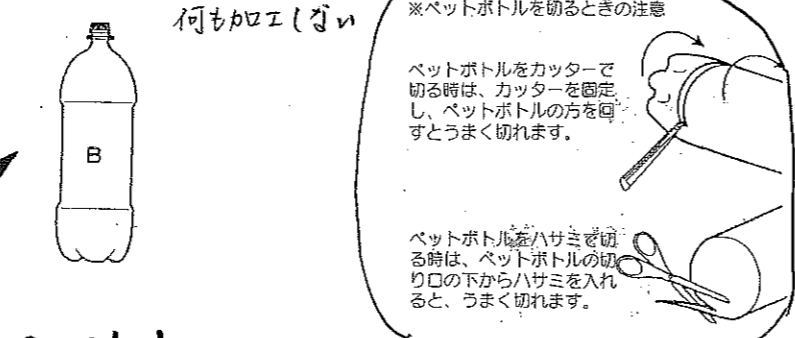 何も加工しない
B
※ペットボトルを切るときの注意
ペットボトルをカッターで
切る時は、カッターを固定
し、ペットボトルの方を回
すとうまく切れます。
ペットボトルをハサミで切
る時は、ペットボトルの切
り口の下からハサミを入れ
ると、うまく切れます。